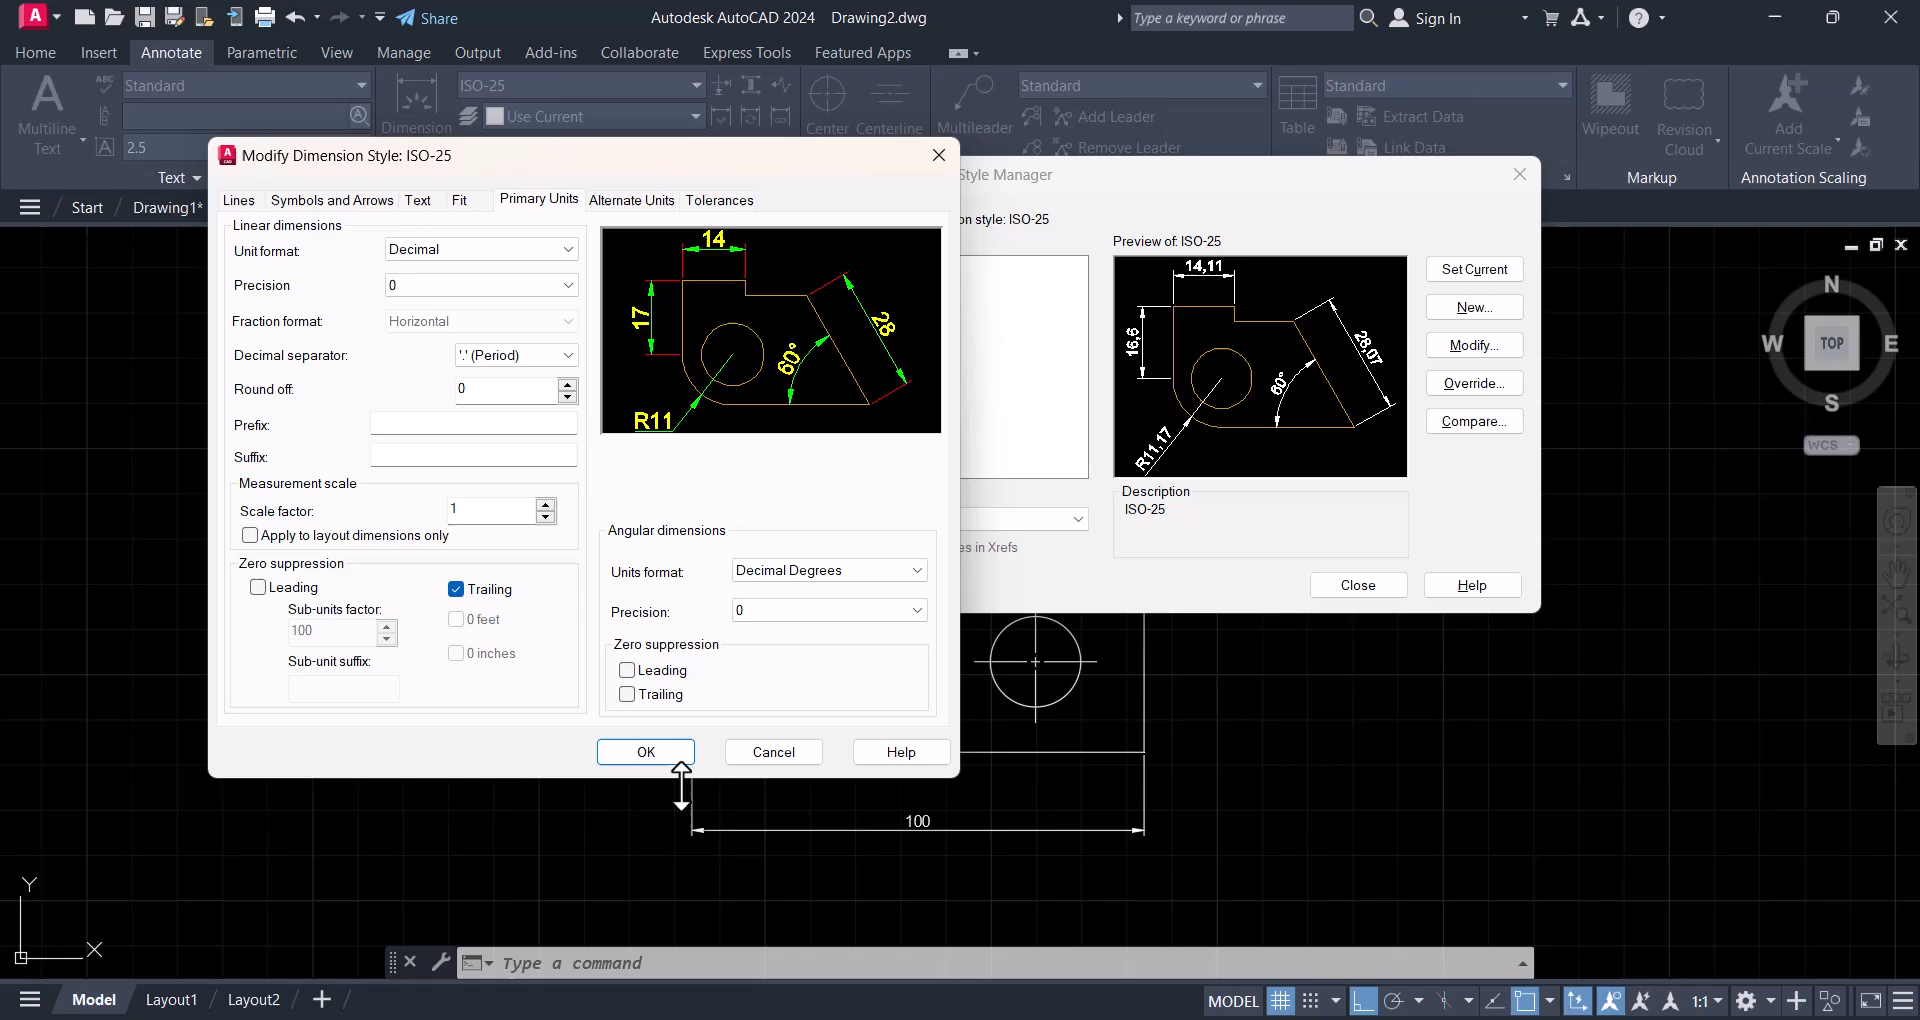 Share
Autodesk AutoCAD 2024 Drawing2.dwg
Type a keyword or phrase
Sign In
Home Insert Annotate Parametric View Manage Output Add-ins Collaborate Express Tools Featured Apps
Standard
ISO-25
Standard
Standard
Use Current
Add Leader
Extract Data
Multiline
Text
Dimension
Center Centerline
Multileader
Table
Wipeout
Revision
Cloud
Add
Current Scale
2.5
Remove Leader
Link Data
Text
Markup
Annotation Scaling
Start
Drawing1*
Modify Dimension Style: ISO-25
Lines Symbols and Arrows Text Fit Primary Units Alternate Units Tolerances
Linear dimensions
Unit format:
Decimal
Precision
0
Fraction format:
Horizontal
Decimal separator:
'.' (Period)
Round off:
0
Prefix:
Suffix:
Measurement scale
Scale factor:
1
Apply to layout dimensions only
Zero suppression
Leading
Trailing
Sub-units factor:
100
0 feet
Sub-unit suffix:
0 inches
14
17
28
60°
R11
Angular dimensions
Units format:
Decimal Degrees
Precision:
0
Zero suppression
Leading
Trailing
OK
Cancel
Help
Style Manager
on style: ISO-25
Preview of: ISO-25
14,11
16,6
28,07
60°
R11,17
Set Current
New...
Modify...
Override...
Compare...
Description
ISO-25
es in Xrefs
Close
Help
N
W
TOP
E
S
WCS
100
Y
X
Type a command
Model
Layout1
Layout2
MODEL
1:1